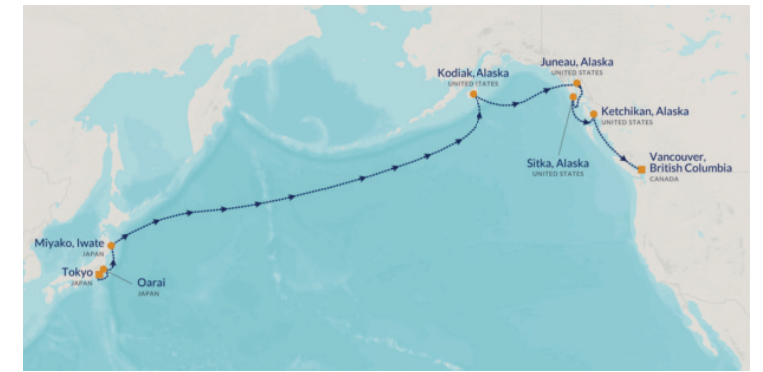 Kodiak, Alaska
UNITED STATES
Juneau, Alaska
UNITED STATES
Ketchikan, Alaska
UNITED STATES
Sitka, Alaska
UNITED STATES
Vancouver,
British Columbia
CANADA
Miyako, Iwate
JAPAN
Tokyo
JAPAN
Oarai
JAPAN